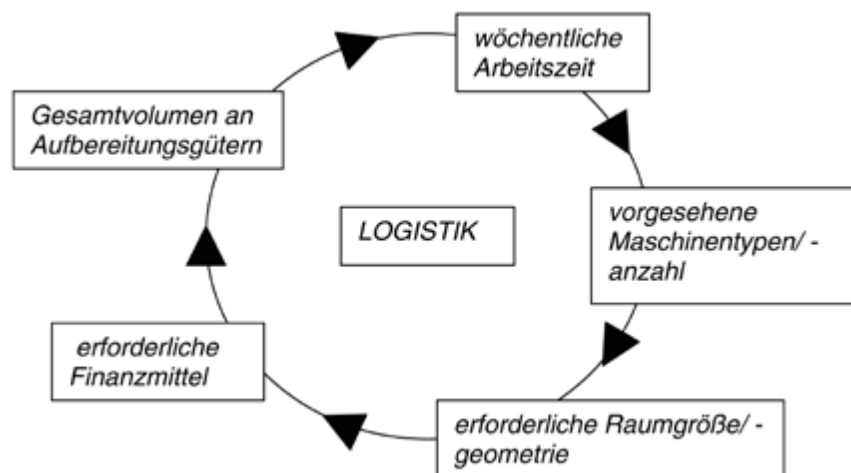 wöchentliche
Arbeitszeit
Gesamtvolumen an
Aufbereitungsgütern
vorgesehene
Maschinentypen/ -
anzahl
LOGISTIK
erforderliche
Finanzmittel
erforderliche Raumgröße/ -
geometrie